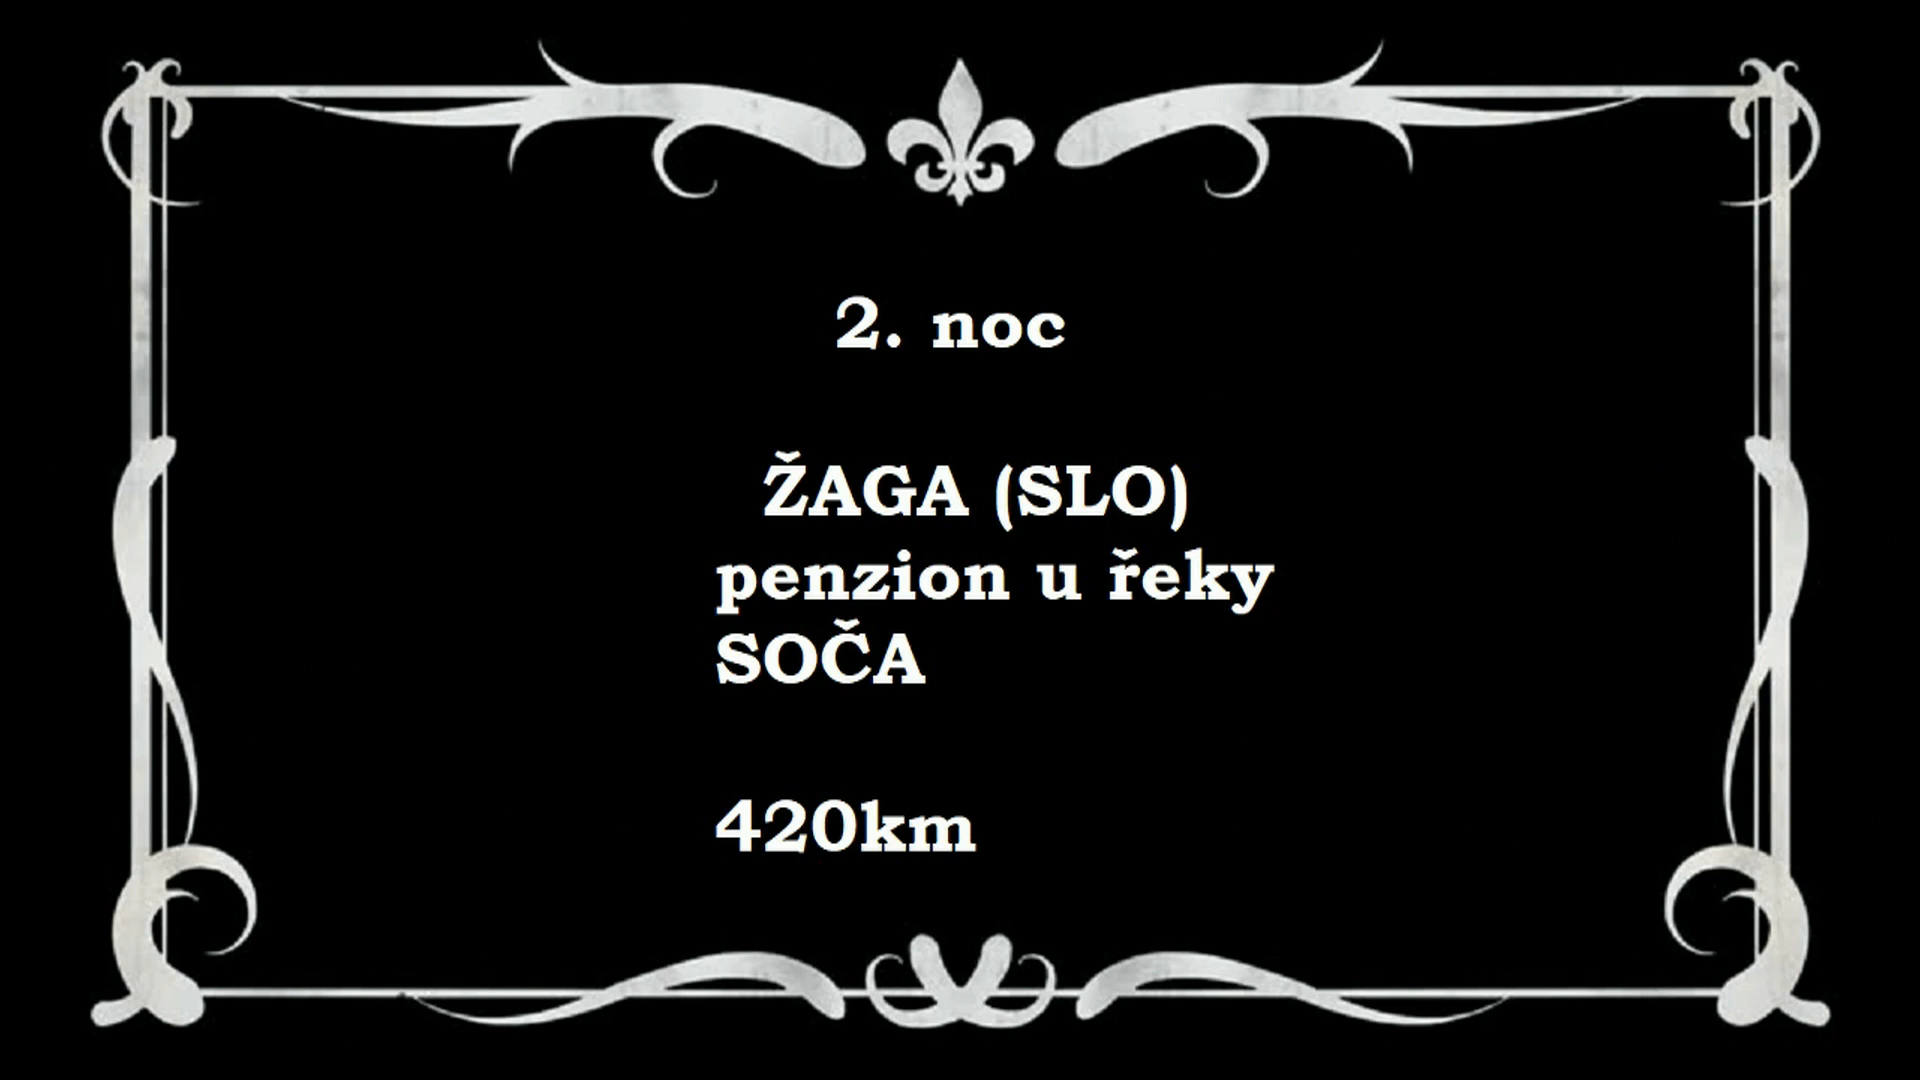 2. noc
ŽAGA (SLO)
penzion u řeky
SOČA
420km